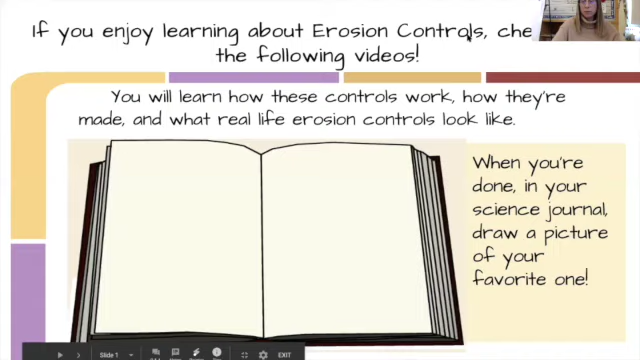 If you enjoy learning about Erosion Controls, che
the following videos!
You will learn how these controls work, how they're
made, and what real life erosion controls look like.
When you're
done, in your
science journal,
draw a picture
of your
favorite one!
Slide 1
EXIT